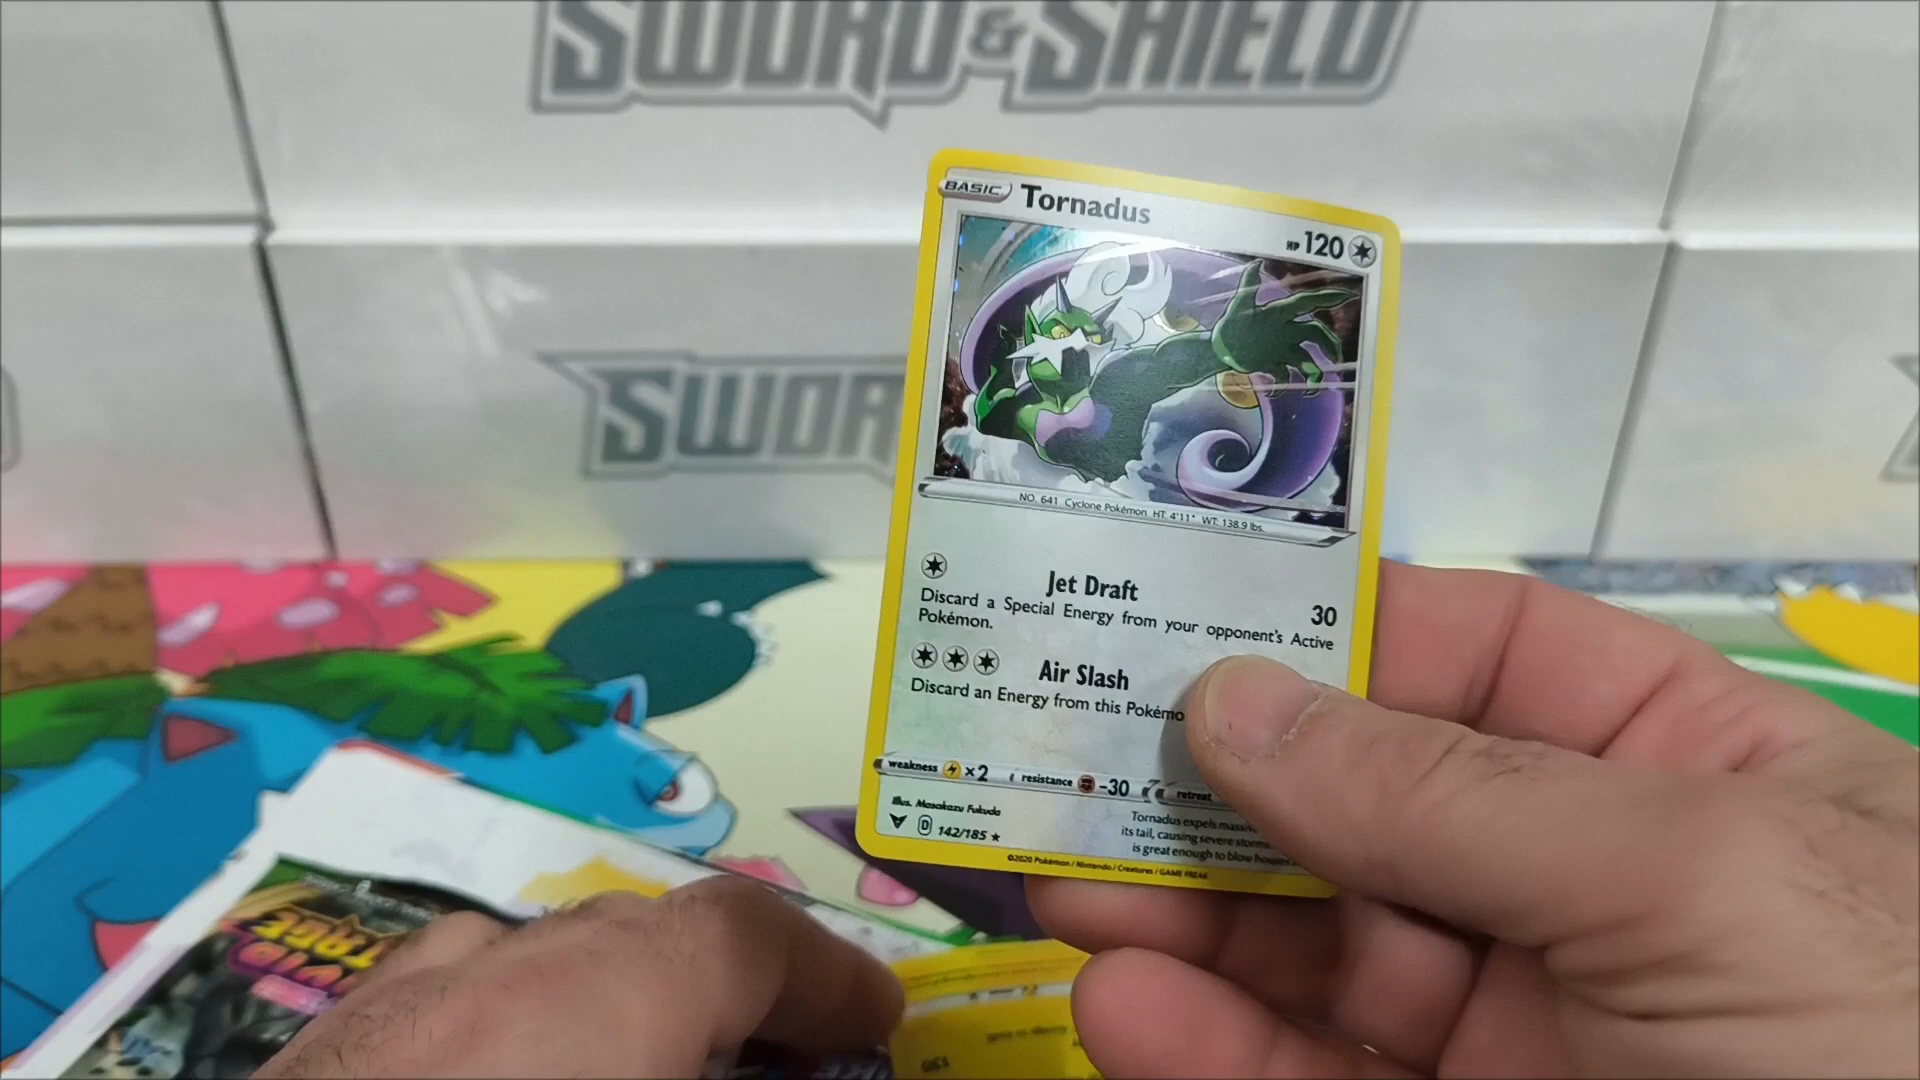 SWORD & SHIELD
SWOR
BASIC Tornadus
HP 120
NO. 641 Cyclone Pokémon HT: 4'11" WT: 138.9 lbs.
Jet Draft 30
Discard a Special Energy from your opponent's Active
Pokémon.
Air Slash
Discard an Energy from this Pokémo
weakness ×2 resistance -30 retreat
Illus. Masakazu Fukuda
Tornadus expels massiv
its tail, causing severe storms.
is great enough to blow houses
D 142/185 ★
©2020 Pokémon / Nintendo / Creatures / GAME FREAK